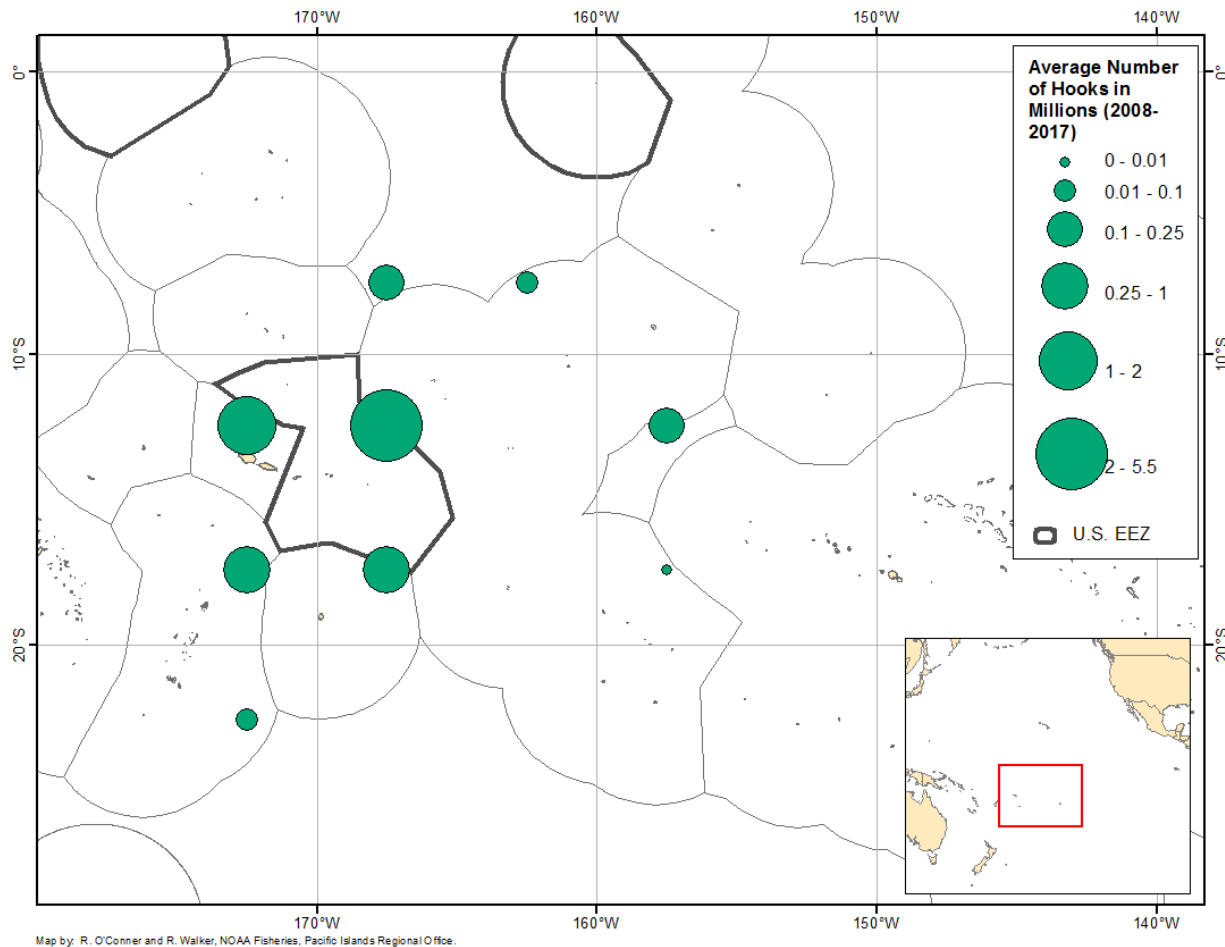 170°W
160°W
150°W
140°W
0°
0°
Average Number
of Hooks in
Millions (2008-
2017)
0 - 0.01
0.01 - 0.1
0.1 - 0.25
0.25 - 1
1 - 2
2 - 5.5
U.S. EEZ
10°S
10°S
20°S
20°S
170°W
160°W
150°W
140°W
Map by: R. O'Conner and R. Walker, NOAA Fisheries, Pacific Islands Regional Office.